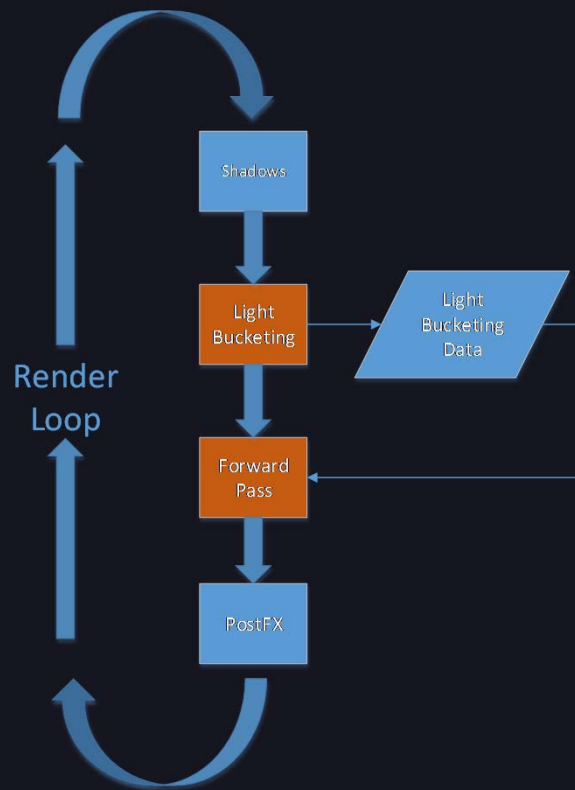 Shadows
Light
Bucketing
Light
Bucketing
Data
Render
Loop
Forward
Pass
PostFX